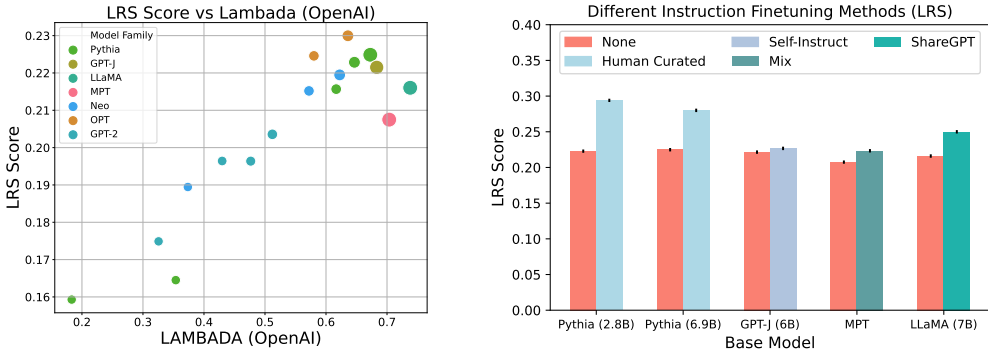 LRS Score vs Lambada (OpenAI)
Model Family
Pythia
GPT-J
LLaMA
MPT
Neo
OPT
GPT-2
0.23
0.22
0.21
0.20
0.19
0.18
0.17
0.16
LRS Score
0.2 0.3 0.4 0.5 0.6 0.7
LAMBADA (OpenAI)
Different Instruction Finetuning Methods (LRS)
None Self-Instruct ShareGPT
Human Curated Mix
0.40
0.35
0.30
0.25
0.20
0.15
0.10
0.05
0.00
LRS Score
Pythia (2.8B) Pythia (6.9B) GPT-J (6B) MPT LLaMA (7B)
Base Model